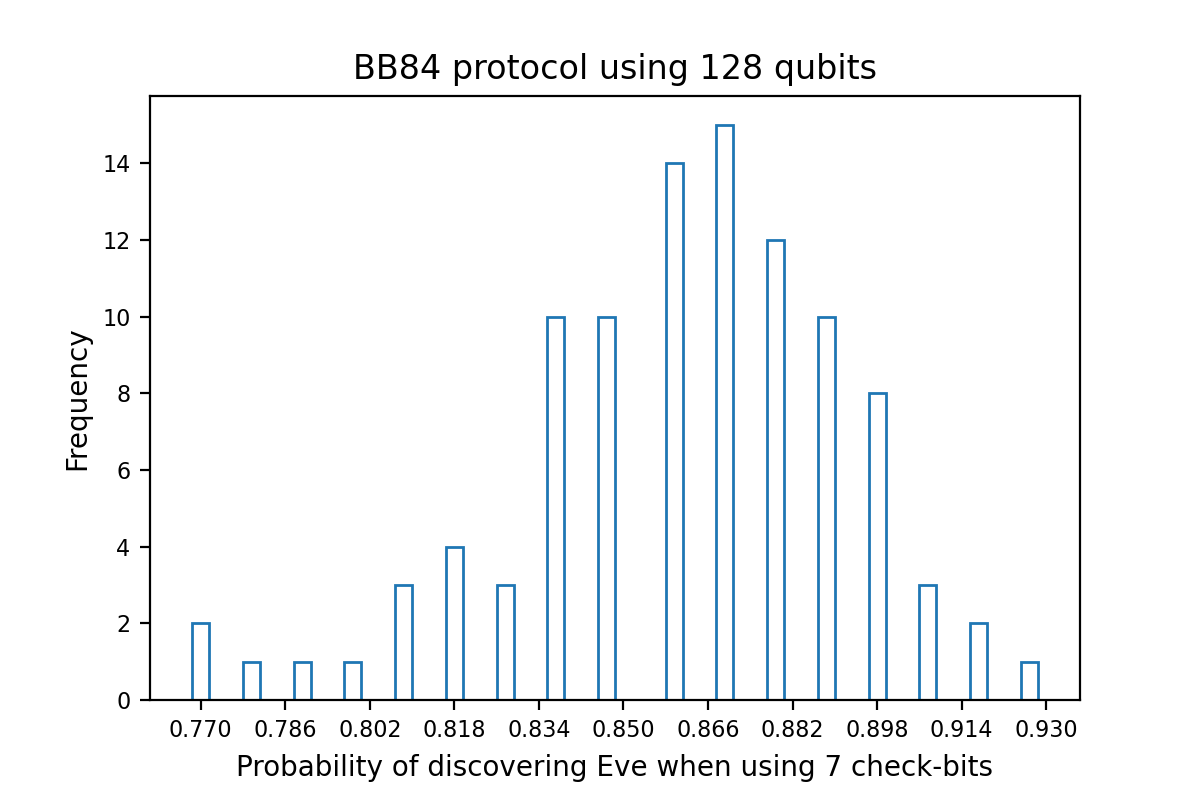 BB84 protocol using 128 qubits
14
12
10
8
6
4
2
0
Frequency
0.770 0.786 0.802 0.818 0.834 0.850 0.866 0.882 0.898 0.914 0.930
Probability of discovering Eve when using 7 check-bits